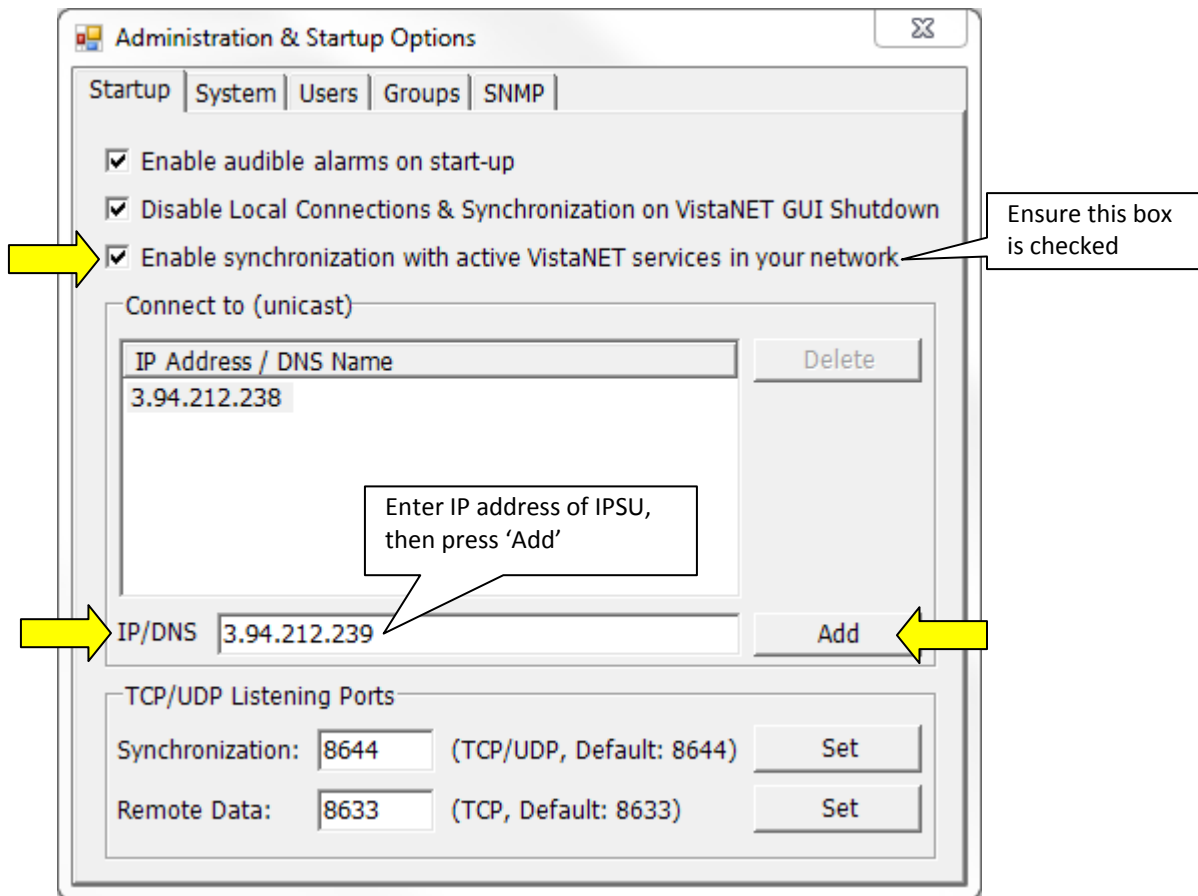 Administration & Startup Options
Startup System Users Groups SNMP
Enable audible alarms on start-up
Disable Local Connections & Synchronization on VistaNET GUI Shutdown
Enable synchronization with active VistaNET services in your network
Ensure this box
is checked
Connect to (unicast)
IP Address / DNS Name
Delete
3.94.212.238
Enter IP address of IPSU,
then press ‘Add’
IP/DNS 3.94.212.239 Add
TCP/UDP Listening Ports
Synchronization: 8644 (TCP/UDP, Default: 8644) Set
Remote Data: 8633 (TCP, Default: 8633) Set